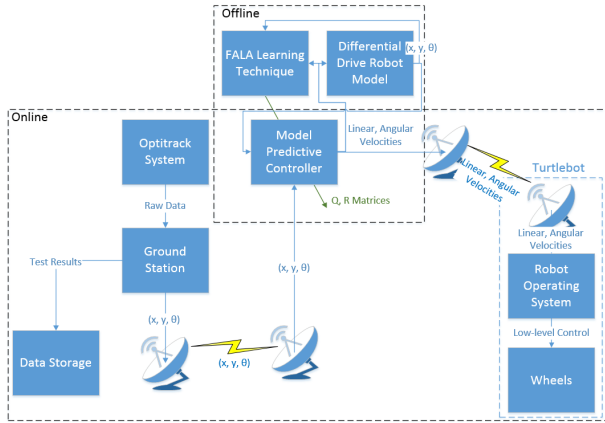 Offline
FALA Learning
Technique
Differential
Drive Robot
Model
(x, y, θ)
Online
Optitrack
System
Model
Predictive
Controller
Linear, Angular
Velocities
Linear, Angular
Velocities
Turtlebot
Raw Data
Q, R Matrices
Linear, Angular
Velocities
Ground
Station
Test Results
(x, y, θ)
Robot
Operating
System
(x, y, θ)
Low-level Control
Data Storage
(x, y, θ)
Wheels